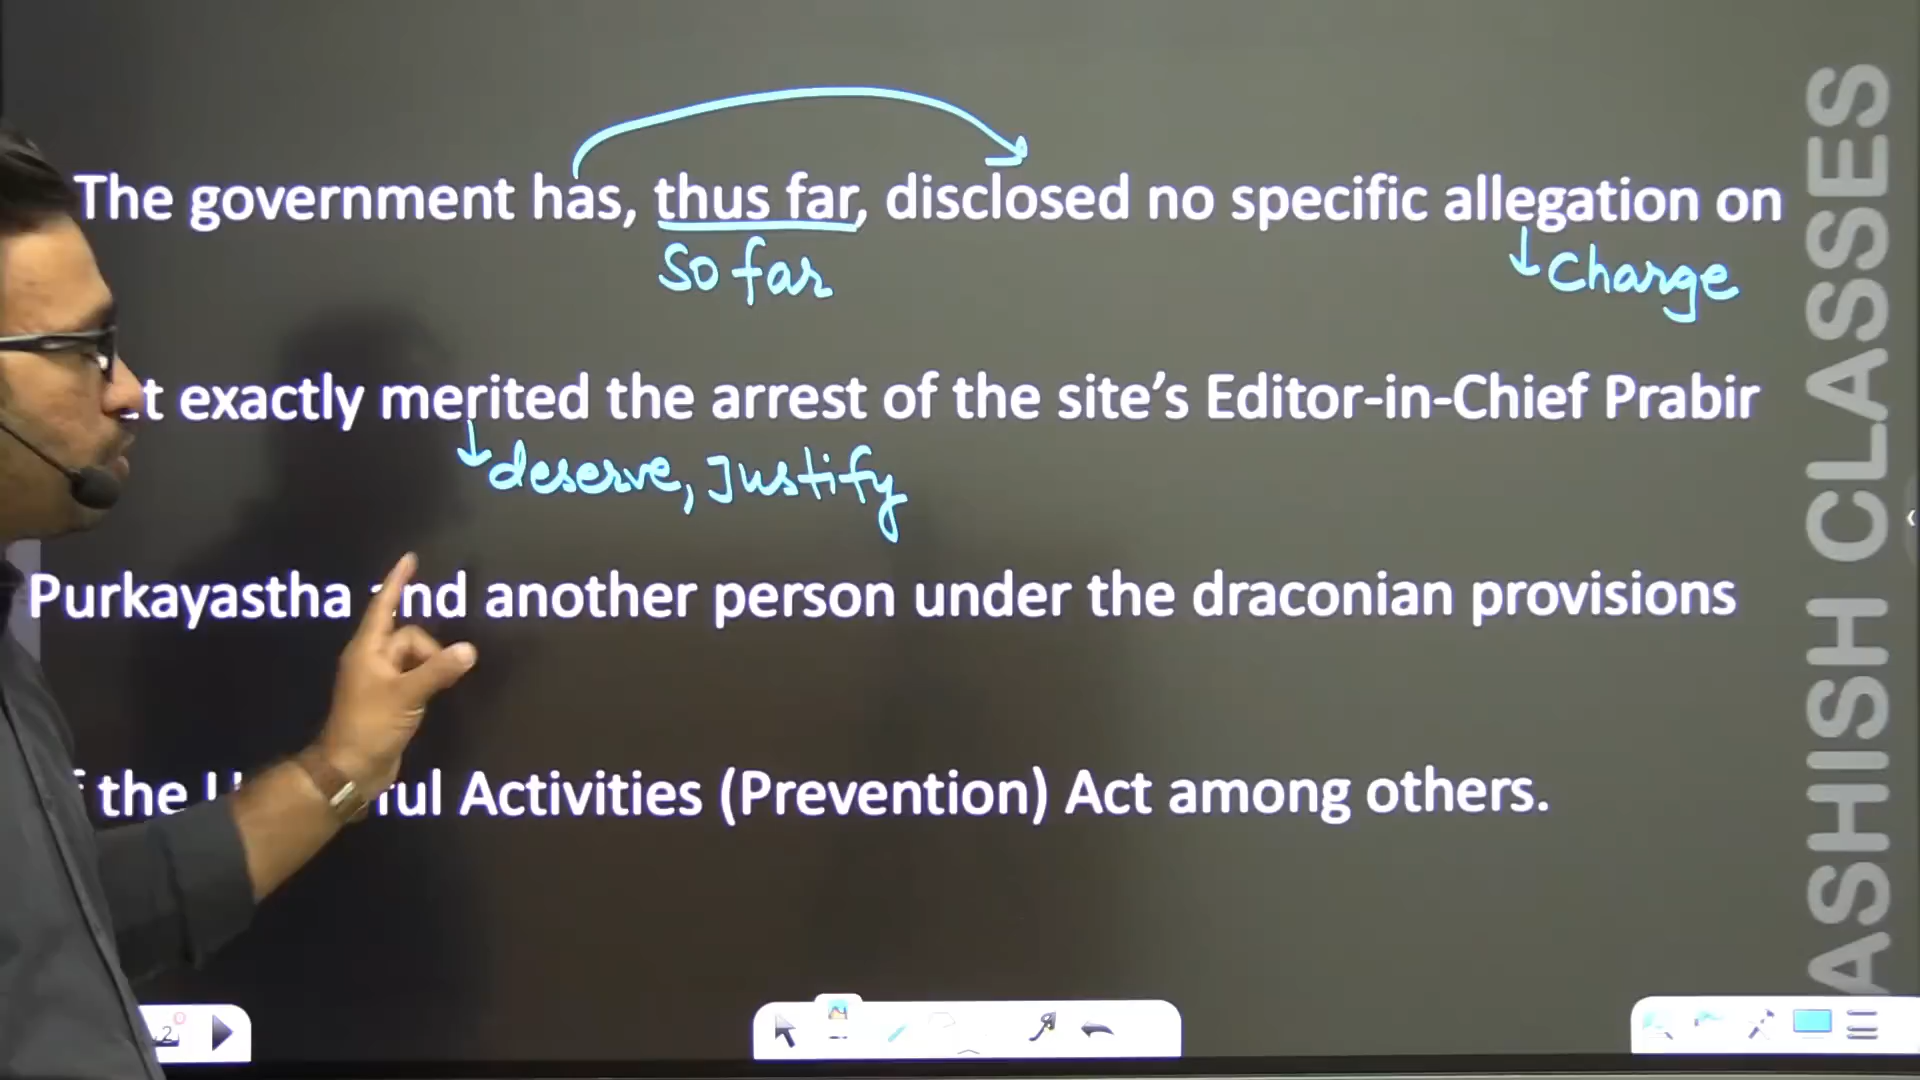 The government has, thus far, disclosed no specific allegation on
So far
Charge
exactly merited the arrest of the site's Editor-in-Chief Prabir
deserve, Justify
Purkayastha and another person under the draconian provisions
the Activities (Prevention) Act among others.
ASHISH CLASSES
2